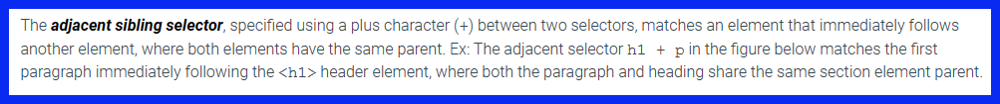 The adjacent sibling selector, specified using a plus character (+) between two selectors, matches an element that immediately follows
another element, where both elements have the same parent. Ex: The adjacent selector h1 + p in the figure below matches the first
paragraph immediately following the <h1> header element, where both the paragraph and heading share the same section element parent.